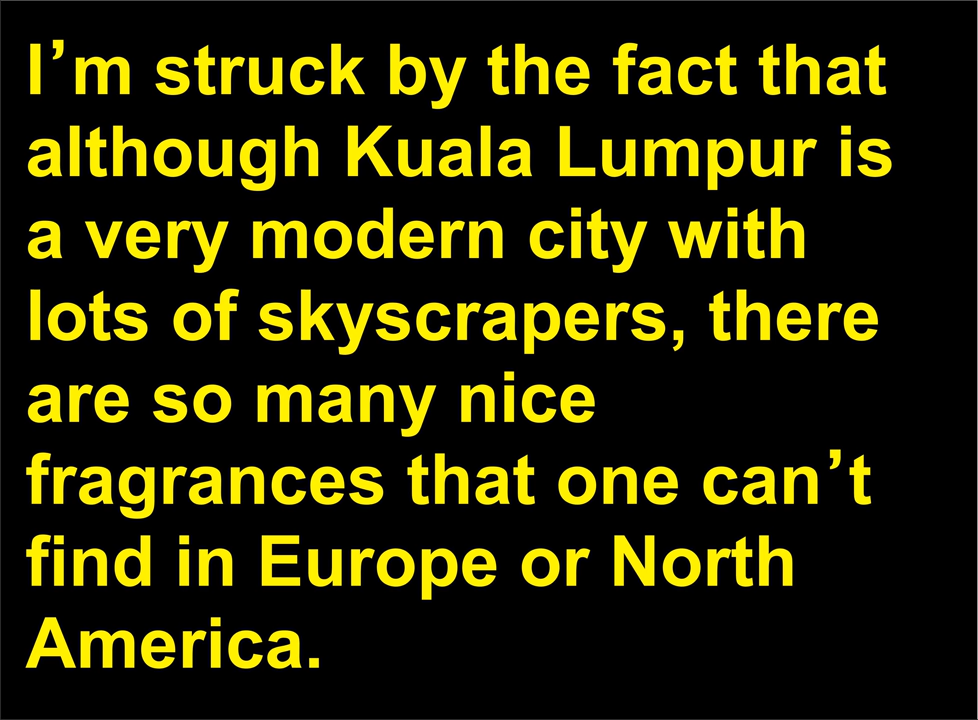 I’m struck by the fact that
although Kuala Lumpur is
a very modern city with
lots of skyscrapers, there
are so many nice
fragrances that one can’t
find in Europe or North
America.